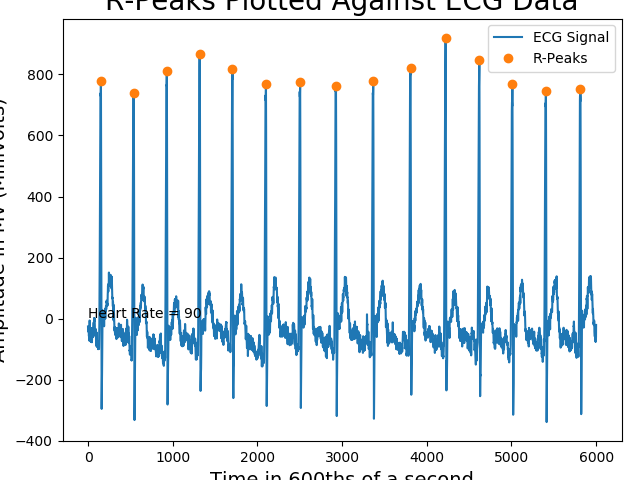 R-Peaks Plotted Against ECG Data
ECG Signal
R-Peaks
Amplitude in MV (Millivolts)
800
600
400
200
0
−200
−400
Heart Rate = 90
0
1000
2000
3000
4000
5000
6000
Time in 600ths of a second